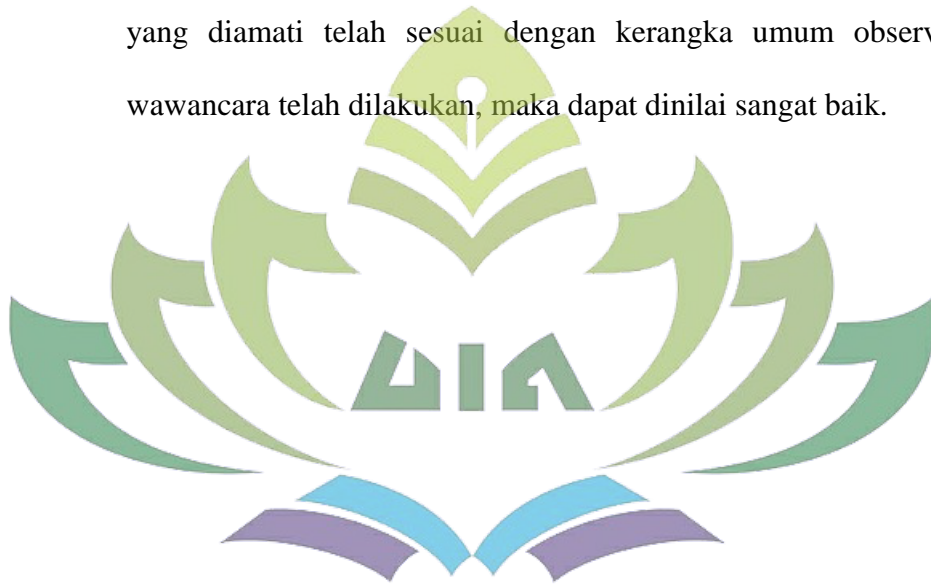 yang diamati telah sesuai dengan kerangka umum observ
wawancara telah dilakukan, maka dapat dinilai sangat baik.